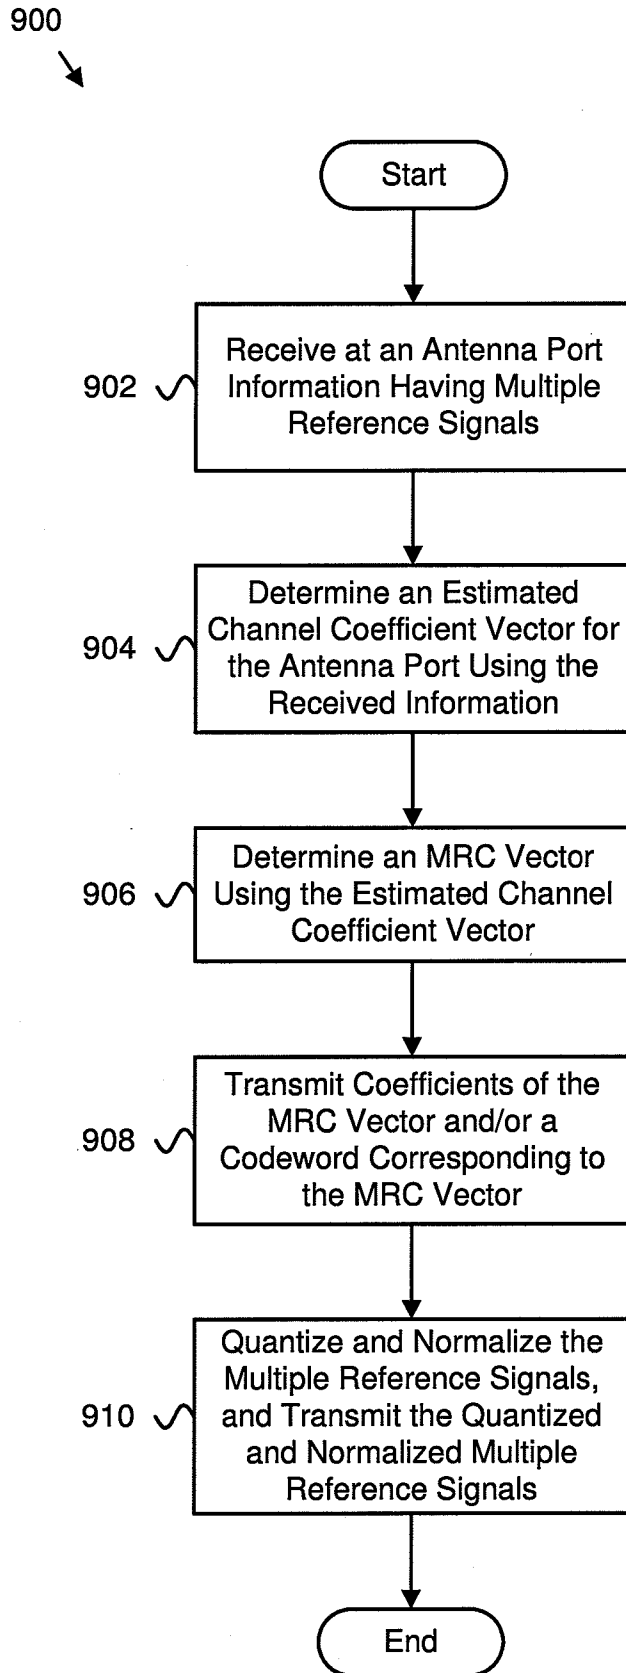 900
Start
902
Receive at an Antenna Port
Information Having Multiple
Reference Signals
904
Determine an Estimated
Channel Coefficient Vector for
the Antenna Port Using the
Received Information
906
Determine an MRC Vector
Using the Estimated Channel
Coefficient Vector
908
Transmit Coefficients of the
MRC Vector and/or a
Codeword Corresponding to
the MRC Vector
910
Quantize and Normalize the
Multiple Reference Signals,
and Transmit the Quantized
and Normalized Multiple
Reference Signals
End